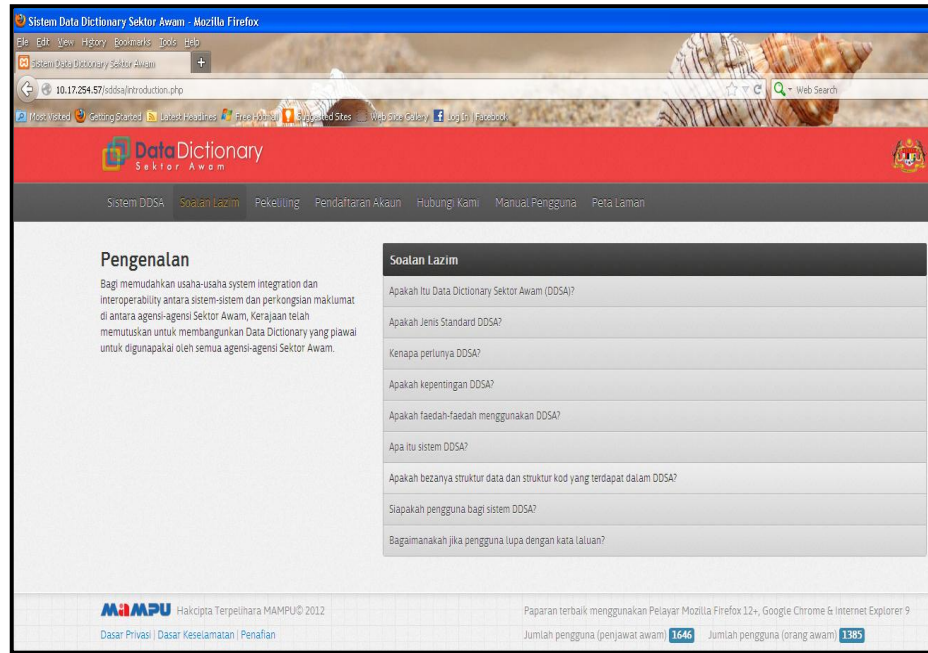 Sistem Data Dictionary Sektor Awam - Mozilla Firefox
File Edit View History Bookmarks Tools Help
Sistem Data Dictionary Sektor Awam +
10.17.254.57/sddsa/introduction.php
Web Search
Most Visited Getting Started Latest Headlines Free Hotmail Suggested Sites Web Slice Gallery Log In | Facebook
DataDictionary
Sektor Awam
Sistem DDSA Soalan Lazim Pekeliling Pendaftaran Akaun Hubungi Kami Manual Pengguna Peta Laman
Pengenalan
Bagi memudahkan usaha-usaha system integration dan
interoperability antara sistem-sistem dan perkongsian maklumat
di antara agensi-agensi Sektor Awam, Kerajaan telah
memutuskan untuk membangunkan Data Dictionary yang piawai
untuk digunapakai oleh semua agensi-agensi Sektor Awam.
Soalan Lazim
Apakah Itu Data Dictionary Sektor Awam (DDSA)?
Apakah Jenis Standard DDSA?
Kenapa perlunya DDSA?
Apakah kepentingan DDSA?
Apakah faedah-faedah menggunakan DDSA?
Apa itu sistem DDSA?
Apakah bezanya struktur data dan struktur kod yang terdapat dalam DDSA?
Siapakah pengguna bagi sistem DDSA?
Bagaimanakah jika pengguna lupa dengan kata laluan?
MAMPU Hakcipta Terpelihara MAMPU© 2012
Dasar Privasi | Dasar Keselamatan | Penafian
Paparan terbaik menggunakan Pelayar Mozilla Firefox 12+, Google Chrome & Internet Explorer 9
Jumlah pengguna (penjawat awam) 1646 Jumlah pengguna (orang awam) 1385